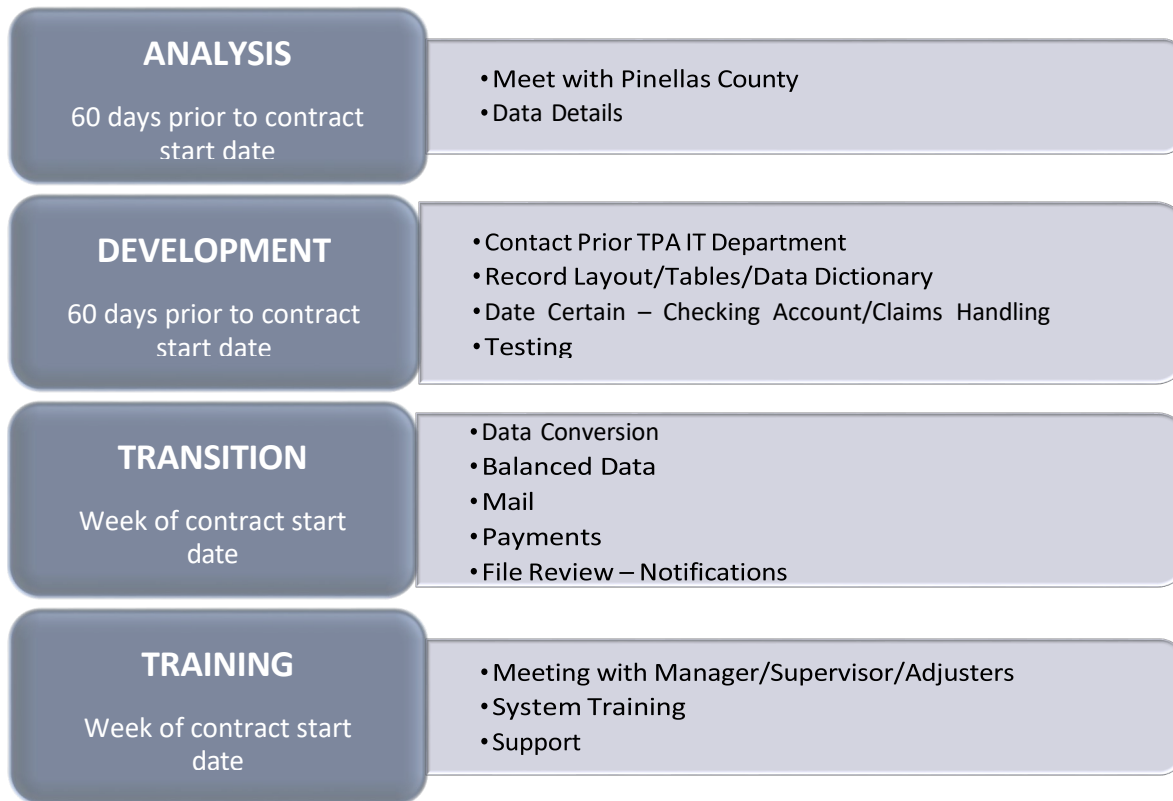 ANALYSIS
60 days prior to contract
start date
•Meet with Pinellas County
•Data Details
DEVELOPMENT
60 days prior to contract
start date
•Contact Prior TPA IT Department
•Record Layout/Tables/Data Dictionary
•Date Certain – Checking Account/Claims Handling
•Testing
TRANSITION
Week of contract start
date
•Data Conversion
•Balanced Data
•Mail
•Payments
•File Review – Notifications
TRAINING
Week of contract start
date
•Meeting with Manager/Supervisor/Adjusters
•System Training
•Support